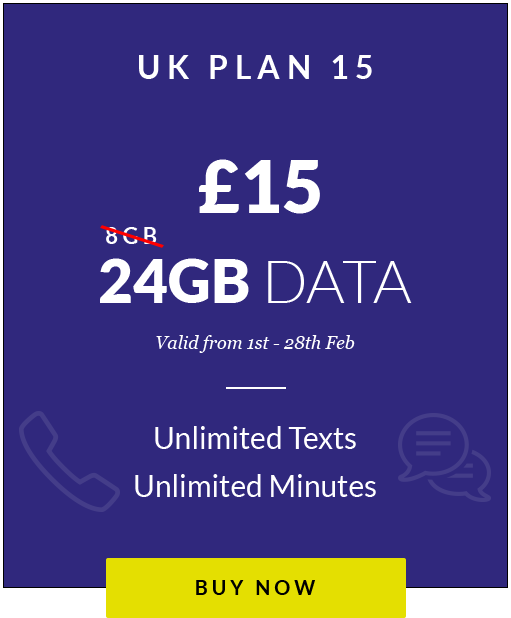 UK PLAN 15
£15
8GB
24GB DATA
Valid from 1st - 28th Feb
Unlimited Texts
Unlimited Minutes
BUY NOW